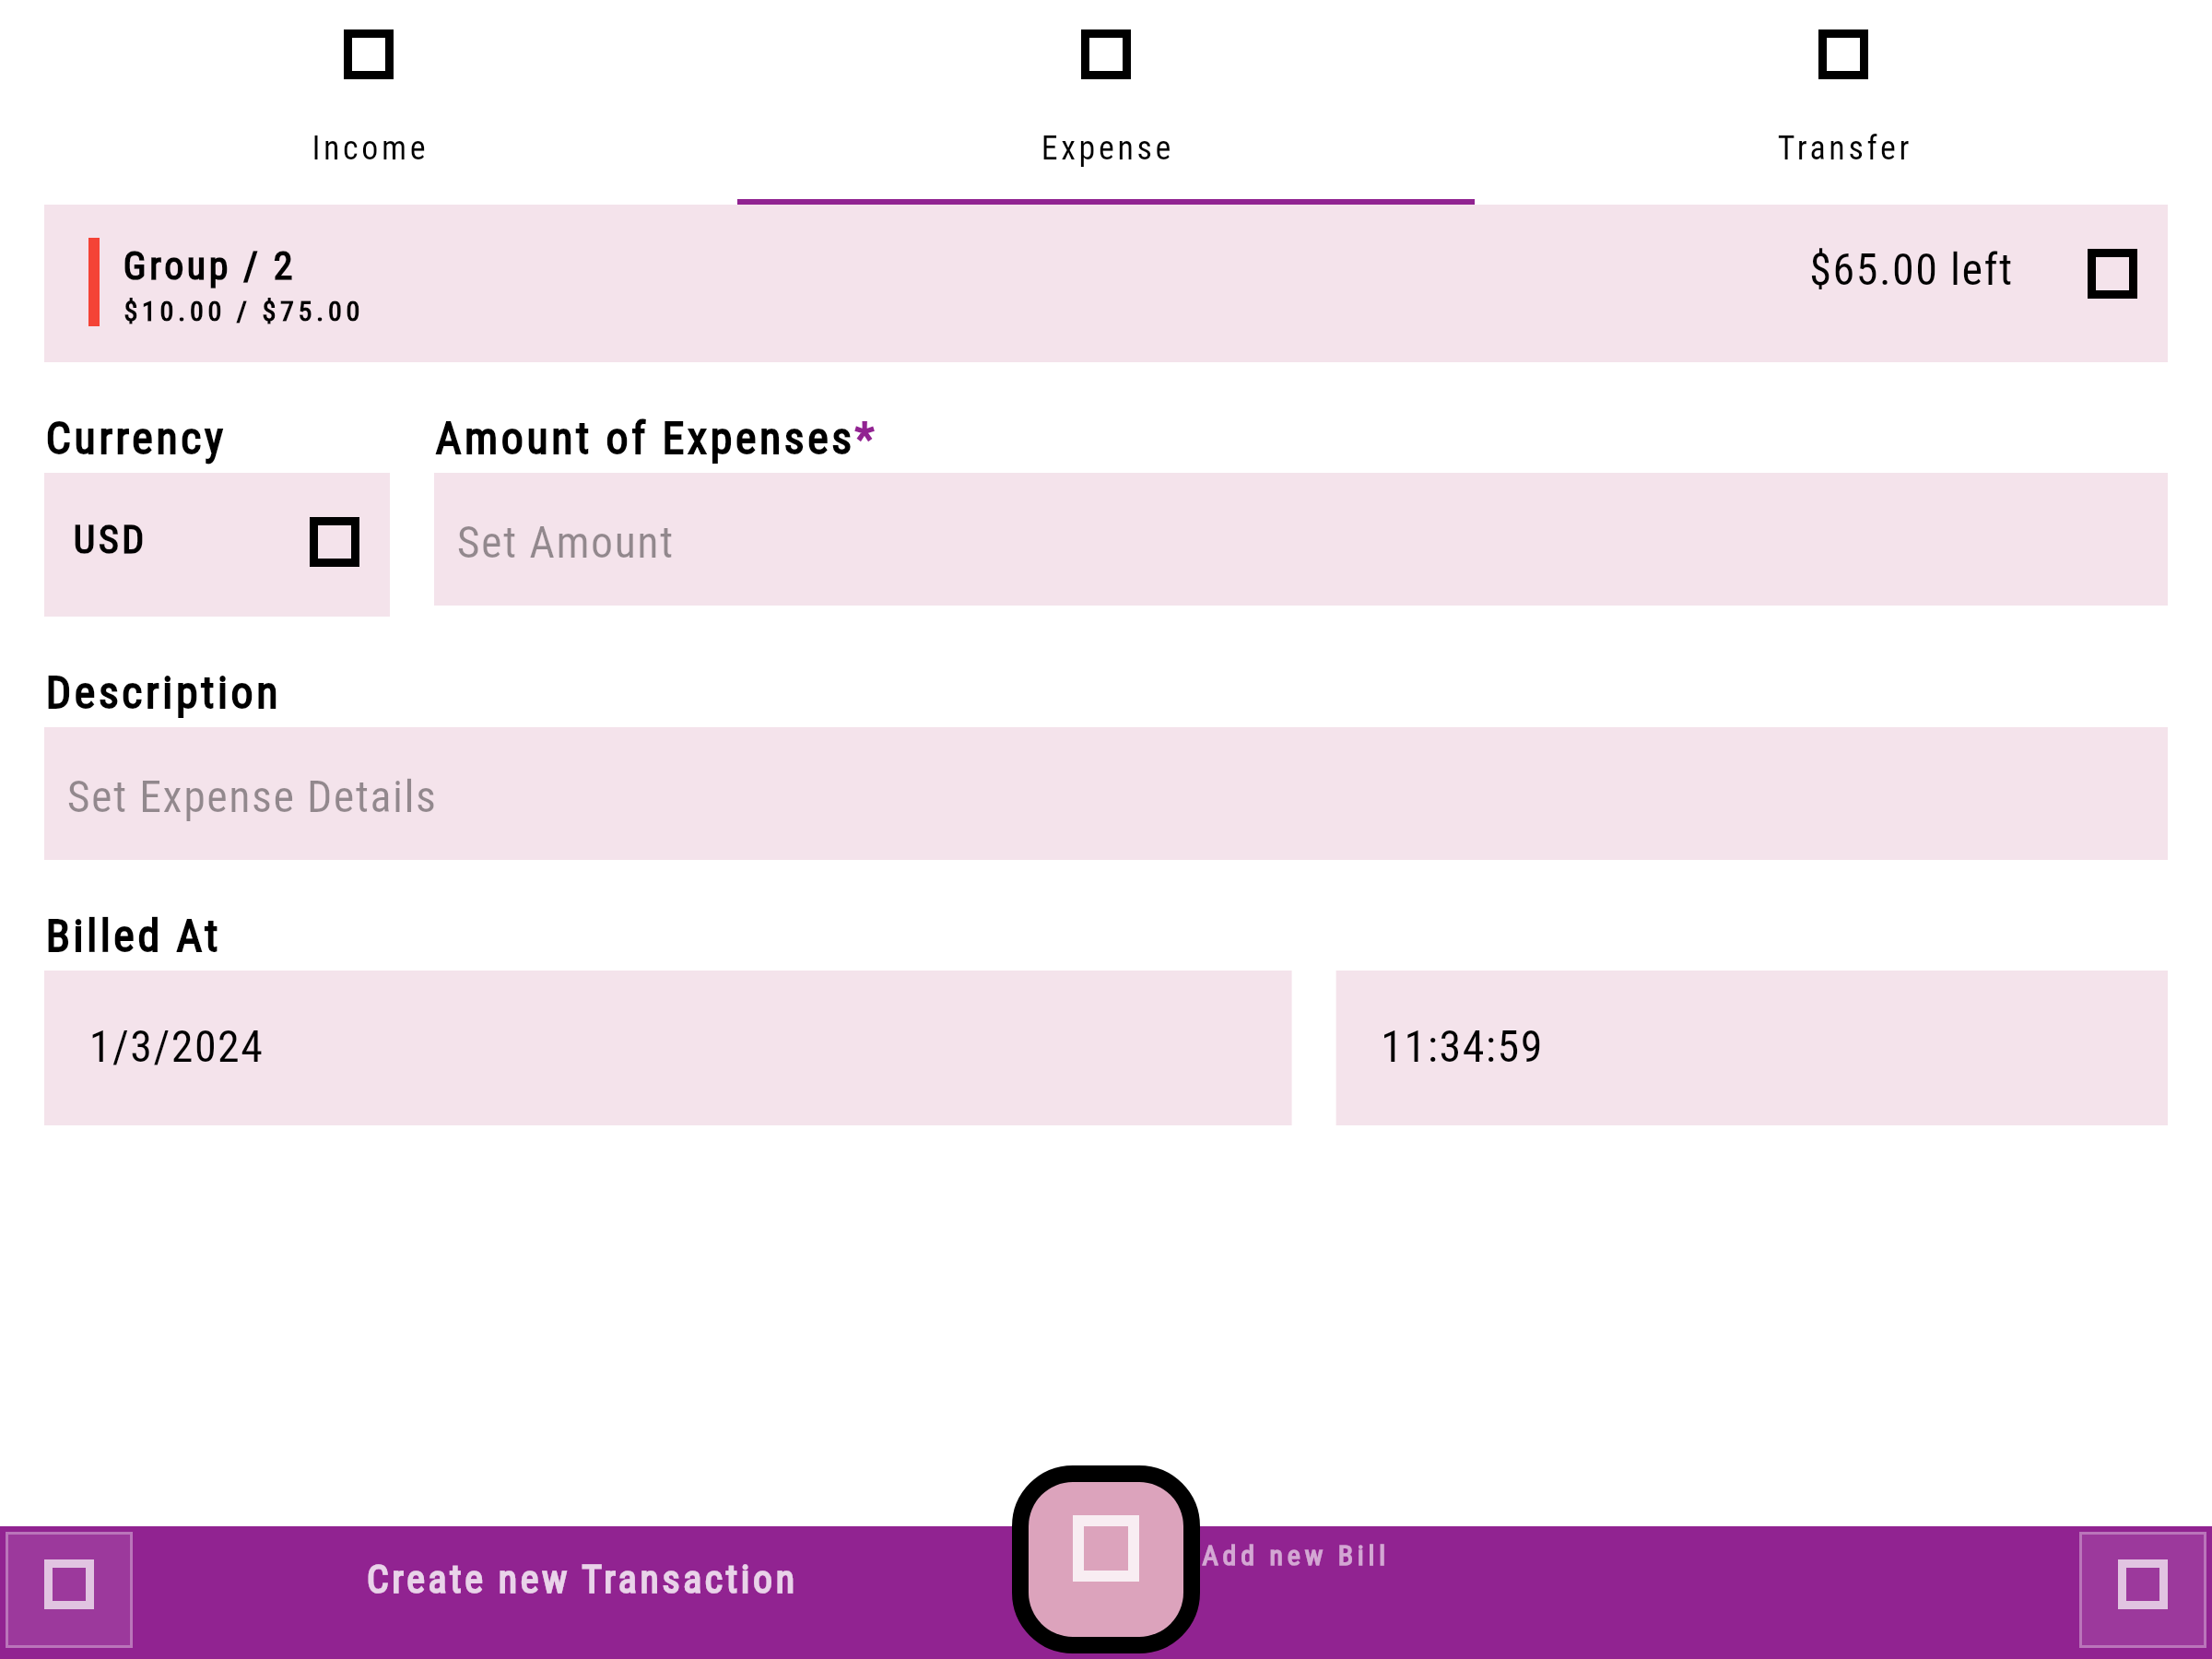 Income
Expense
Transfer
Group / 2
$10.00 / $75.00
$65.00 left
Currency
Amount of Expenses*
USD
Set Amount
Description
Set Expense Details
Billed At
1/3/2024
11:34:59
Create new Transaction
Add new Bill